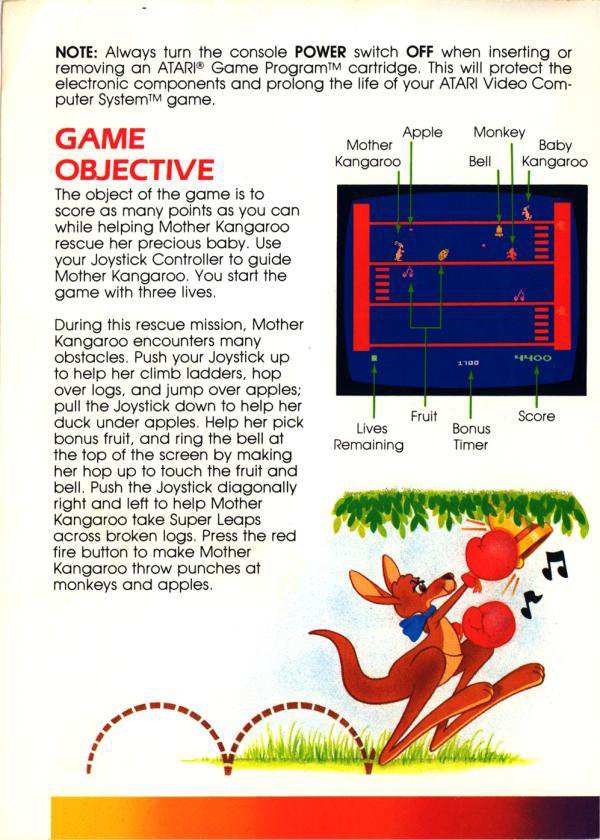 NOTE: Always turn the console POWER switch OFF when inserting or
removing an ATARI® Game Program™ cartridge. This will protect the
electronic components and prolong the life of your ATARI Video Com-
puter System™ game.
GAME
OBJECTIVE
The object of the game is to
score as many points as you can
while helping Mother Kangaroo
rescue her precious baby. Use
your Joystick Controller to guide
Mother Kangaroo. You start the
game with three lives.
During this rescue mission, Mother
Kangaroo encounters many
obstacles. Push your Joystick up
to help her climb ladders, hop
over logs, and jump over apples;
pull the Joystick down to help her
duck under apples. Help her pick
bonus fruit, and ring the bell at
the top of the screen by making
her hop up to touch the fruit and
bell. Push the Joystick diagonally
right and left to help Mother
Kangaroo take Super Leaps
across broken logs. Press the red
fire button to make Mother
Kangaroo throw punches at
monkeys and apples.
Mother
Kangaroo
Apple
Monkey
Bell
Baby
Kangaroo
1700
44400
Lives
Remaining
Fruit
Bonus
Timer
Score